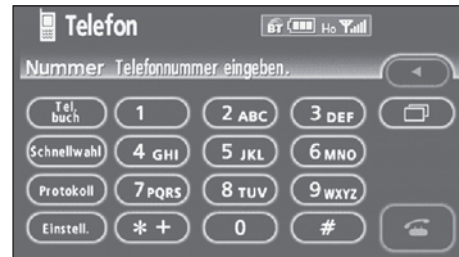 Telefon BT Ho
Nummer Telefonnummer eingeben.
Tel.
buch 1 2 ABC 3 DEF
Schnellwahl 4 GHI 5 JKL 6 MNO
Protokoll 7 PQRS 8 TUV 9 WXYZ
Einstell. * + 0 #